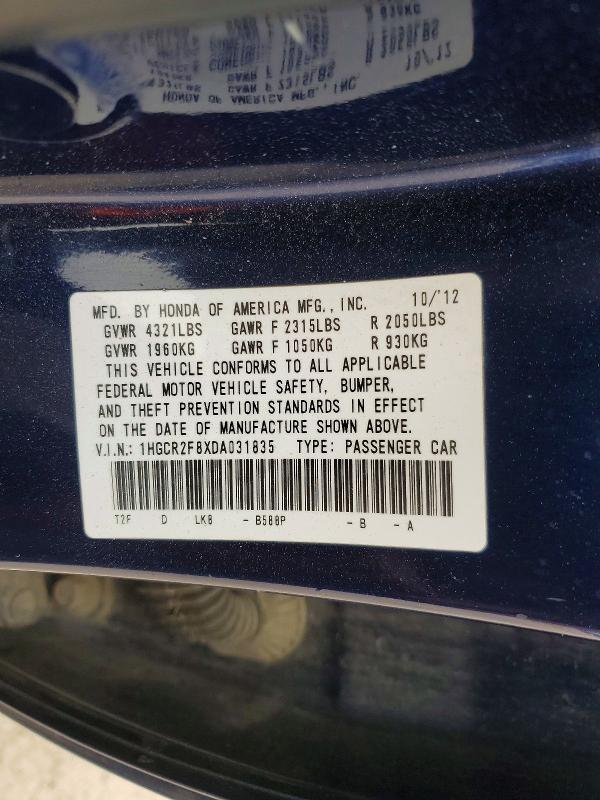 MFD. BY HONDA OF AMERICA MFG., INC. 10/'12
GVWR 4321LBS GAWR F 2315LBS R 2050LBS
GVWR 1960KG GAWR F 1050KG R 930KG
THIS VEHICLE CONFORMS TO ALL APPLICABLE
FEDERAL MOTOR VEHICLE SAFETY, BUMPER,
AND THEFT PREVENTION STANDARDS IN EFFECT
ON THE DATE OF MANUFACTURE SHOWN ABOVE.
V.I.N.: 1HGCR2F8XDA031835 TYPE: PASSENGER CAR
T2F D LK8 - B588P - B - A